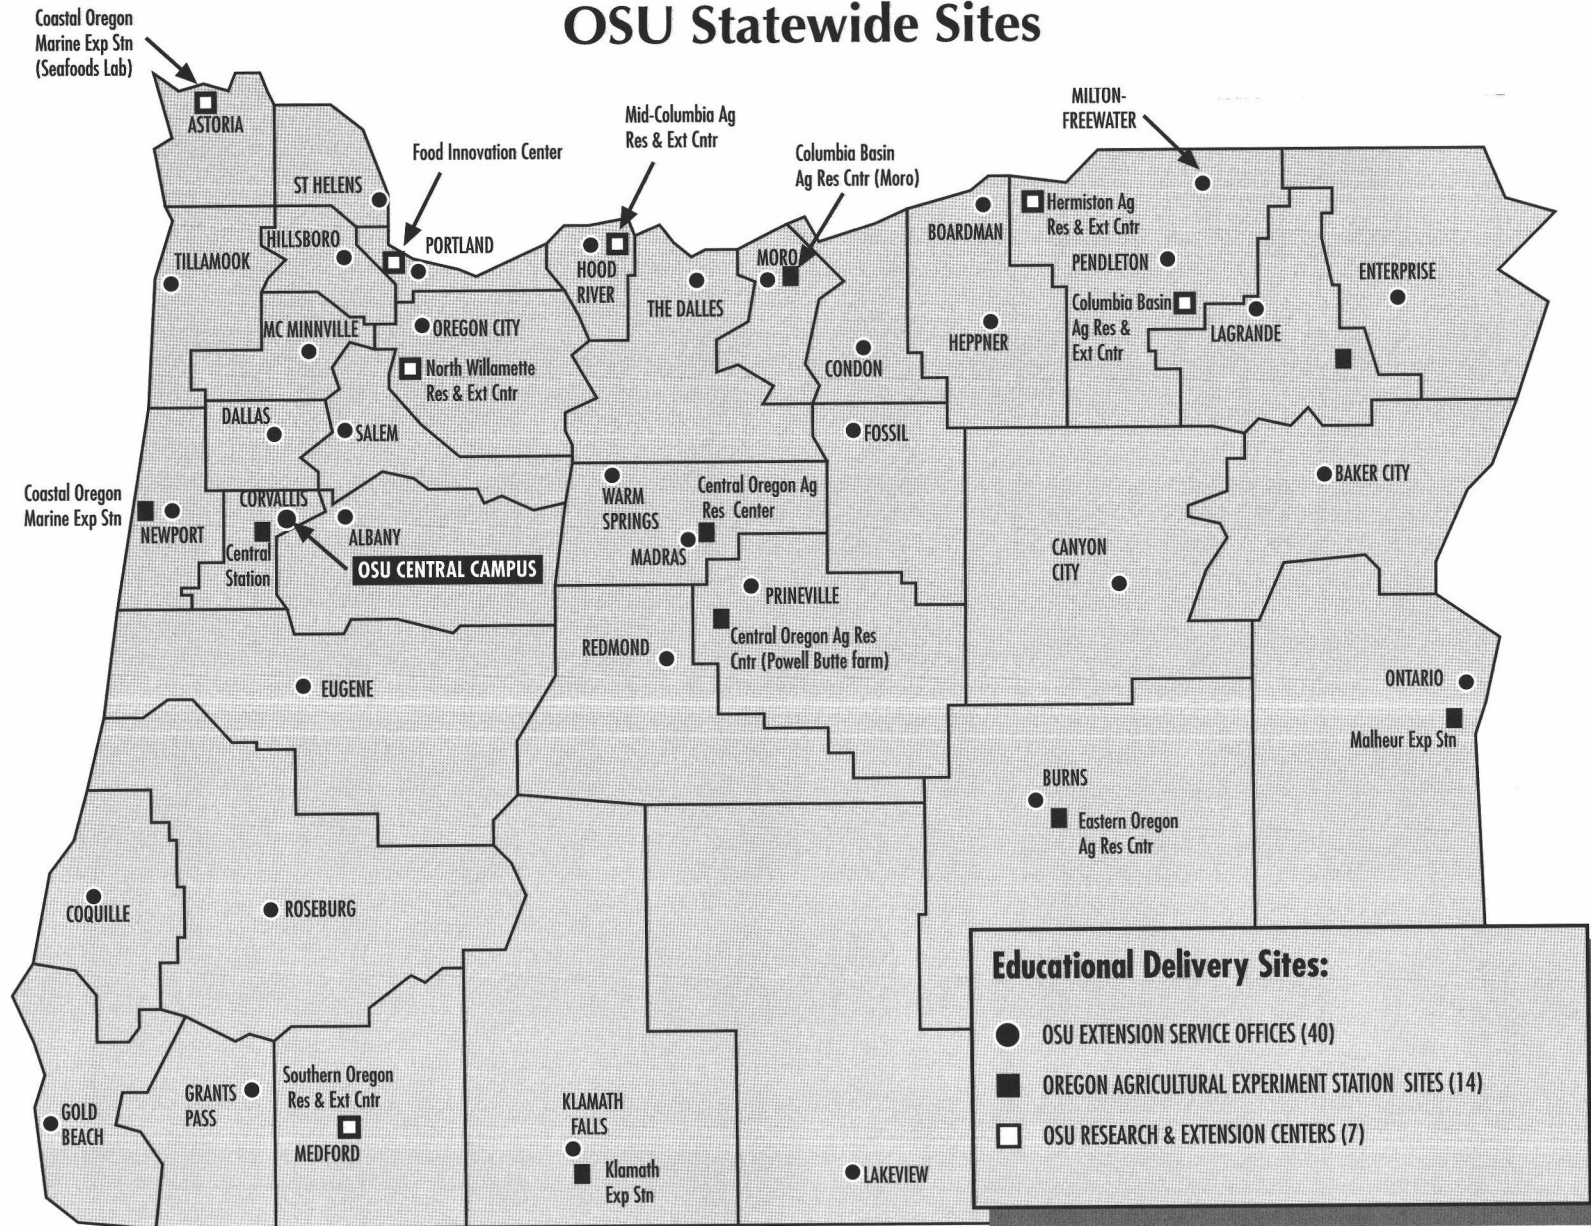 OSU Statewide Sites
Coastal Oregon
Marine Exp Stn
(Seafoods Lab)
ASTORIA
ST HELENS
Food Innovation Center
Mid-Columbia Ag
Res & Ext Cntr
Columbia Basin
Ag Res Cntr (Moro)
MILTON-
FREEWATER
TILLAMOOK
HILLSBORO
PORTLAND
HOOD
RIVER
THE DALLES
MORO
BOARDMAN
Hermiston Ag
Res & Ext Cntr
PENDLETON
Columbia Basin
Ag Res &
Ext Cntr
LAGRANDE
ENTERPRISE
MC MINNVILLE
OREGON CITY
North Willamette
Res & Ext Cntr
CONDON
HEPPNER
DALLAS
SALEM
FOSSIL
BAKER CITY
Coastal Oregon
Marine Exp Stn
NEWPORT
CORVALLIS
Central
Station
ALBANY
OSU CENTRAL CAMPUS
WARM
SPRINGS
Central Oregon Ag
Res Center
MADRAS
CANYON
CITY
PRINEVILLE
Central Oregon Ag Res
Cntr (Powell Butte farm)
REDMOND
EUGENE
ONTARIO
Malheur Exp Stn
BURNS
Eastern Oregon
Ag Res Cntr
COQUILLE
ROSEBURG
GOLD
BEACH
GRANTS
PASS
Southern Oregon
Res & Ext Cntr
MEDFORD
KLAMATH
FALLS
Klamath
Exp Stn
LAKEVIEW
Educational Delivery Sites:
OSU EXTENSION SERVICE OFFICES (40)
OREGON AGRICULTURAL EXPERIMENT STATION SITES (14)
OSU RESEARCH & EXTENSION CENTERS (7)